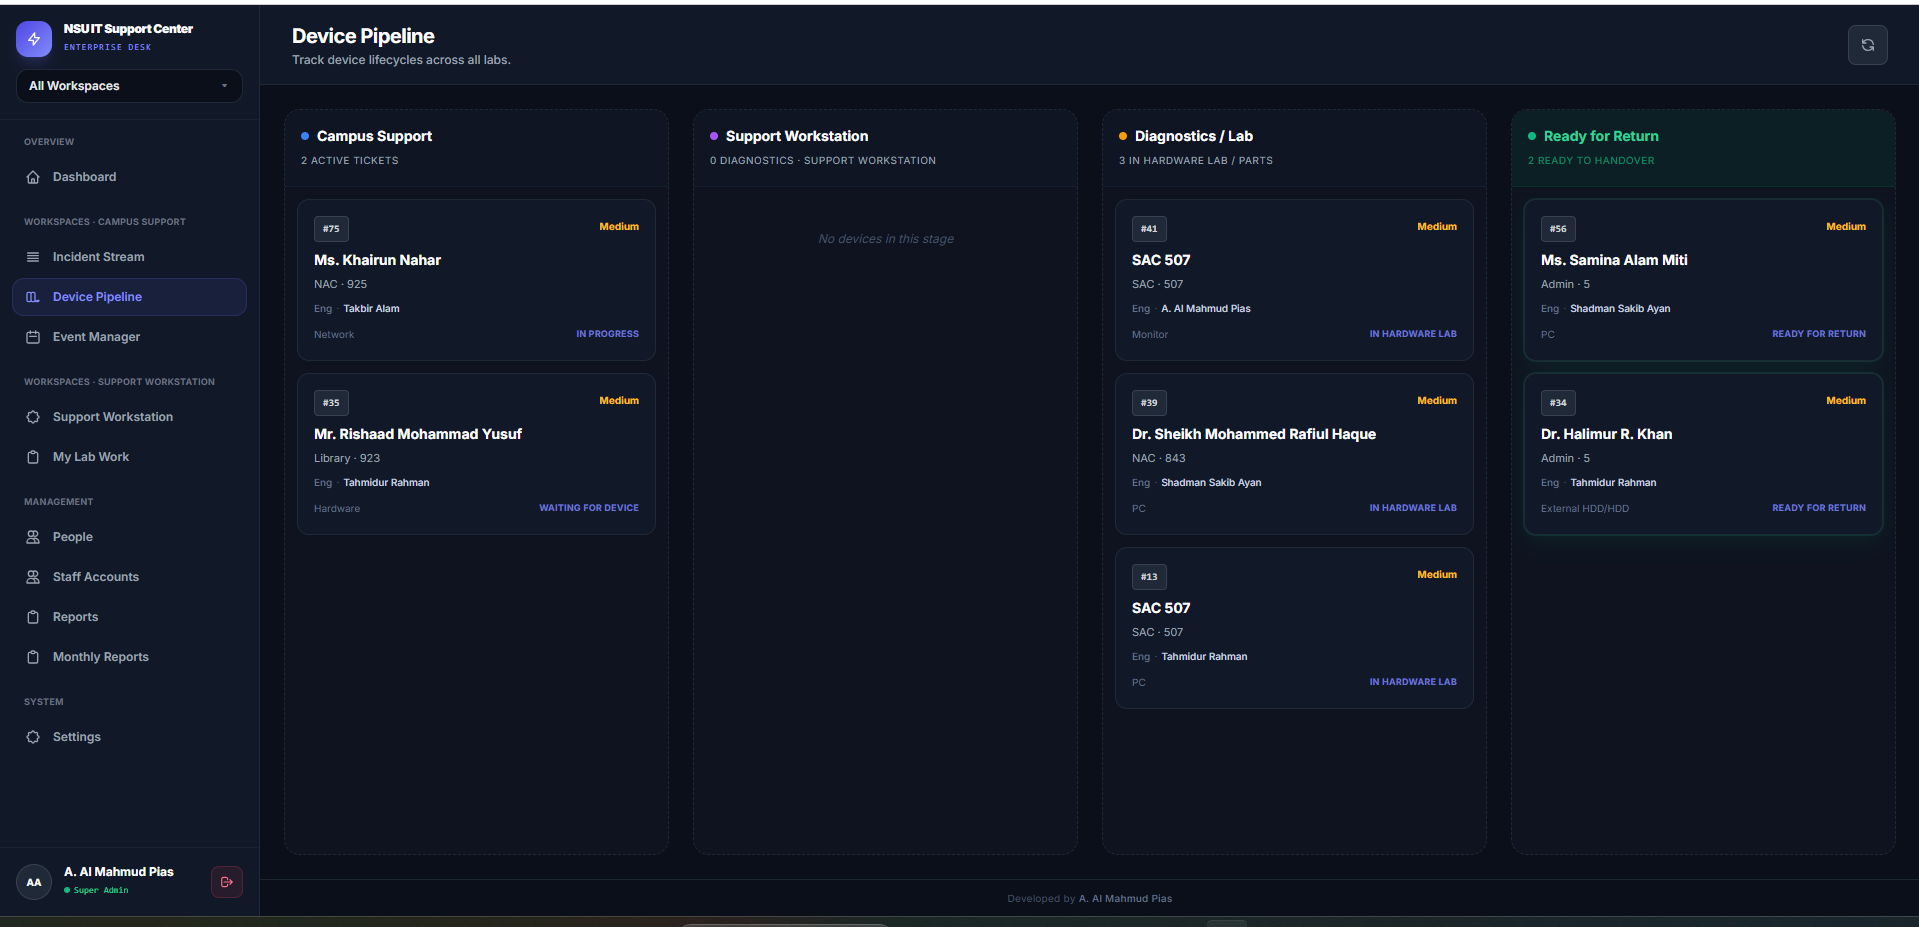 NSU IT Support Center
ENTERPRISE DESK
All Workspaces
OVERVIEW
Dashboard
WORKSPACES · CAMPUS SUPPORT
Incident Stream
Device Pipeline
Event Manager
WORKSPACES · SUPPORT WORKSTATION
Support Workstation
My Lab Work
MANAGEMENT
People
Staff Accounts
Reports
Monthly Reports
SYSTEM
Settings
AA
A. Al Mahmud Pias
Super Admin
Device Pipeline
Track device lifecycles across all labs.
Campus Support
2 ACTIVE TICKETS
#75 Medium
Ms. Khairun Nahar
NAC · 925
Eng · Takbir Alam
Network IN PROGRESS
#35 Medium
Mr. Rishaad Mohammad Yusuf
Library · 923
Eng · Tahmidur Rahman
Hardware WAITING FOR DEVICE
Support Workstation
0 DIAGNOSTICS · SUPPORT WORKSTATION
No devices in this stage
Diagnostics / Lab
3 IN HARDWARE LAB / PARTS
#41 Medium
SAC 507
SAC · 507
Eng · A. Al Mahmud Pias
Monitor IN HARDWARE LAB
#39 Medium
Dr. Sheikh Mohammed Rafiul Haque
NAC · 843
Eng · Shadman Sakib Ayan
PC IN HARDWARE LAB
#13 Medium
SAC 507
SAC · 507
Eng · Tahmidur Rahman
PC IN HARDWARE LAB
Ready for Return
2 READY TO HANDOVER
#56 Medium
Ms. Samina Alam Miti
Admin · 5
Eng · Shadman Sakib Ayan
PC READY FOR RETURN
#34 Medium
Dr. Halimur R. Khan
Admin · 5
Eng · Tahmidur Rahman
External HDD/HDD READY FOR RETURN
Developed by A. Al Mahmud Pias